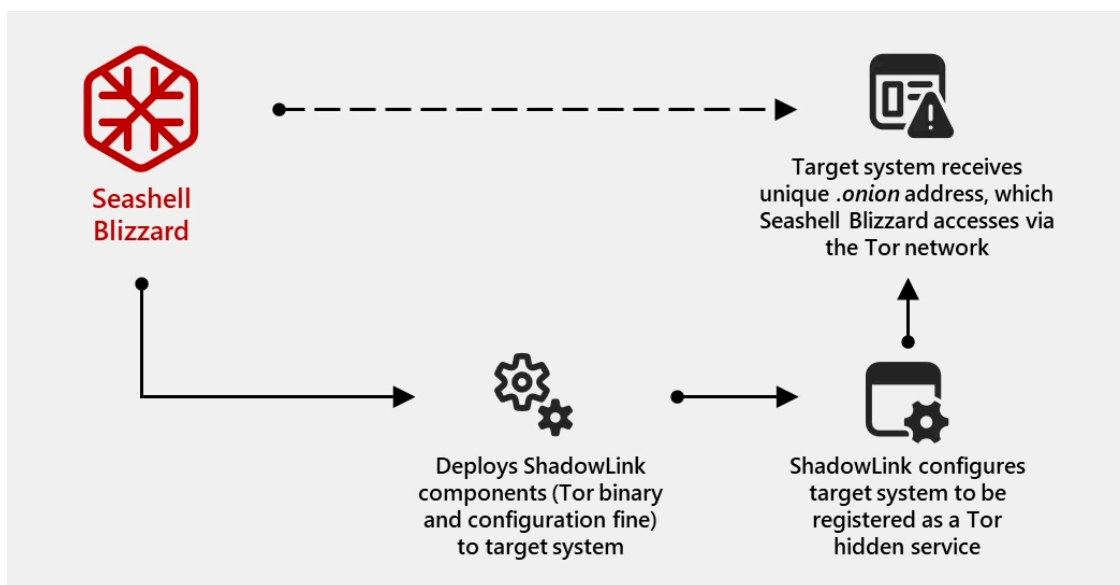 Seashell
Blizzard
Target system receives
unique .onion address, which
Seashell Blizzard accesses via
the Tor network
Deploys ShadowLink
components (Tor binary
and configuration fine)
to target system
ShadowLink configures
target system to be
registered as a Tor
hidden service